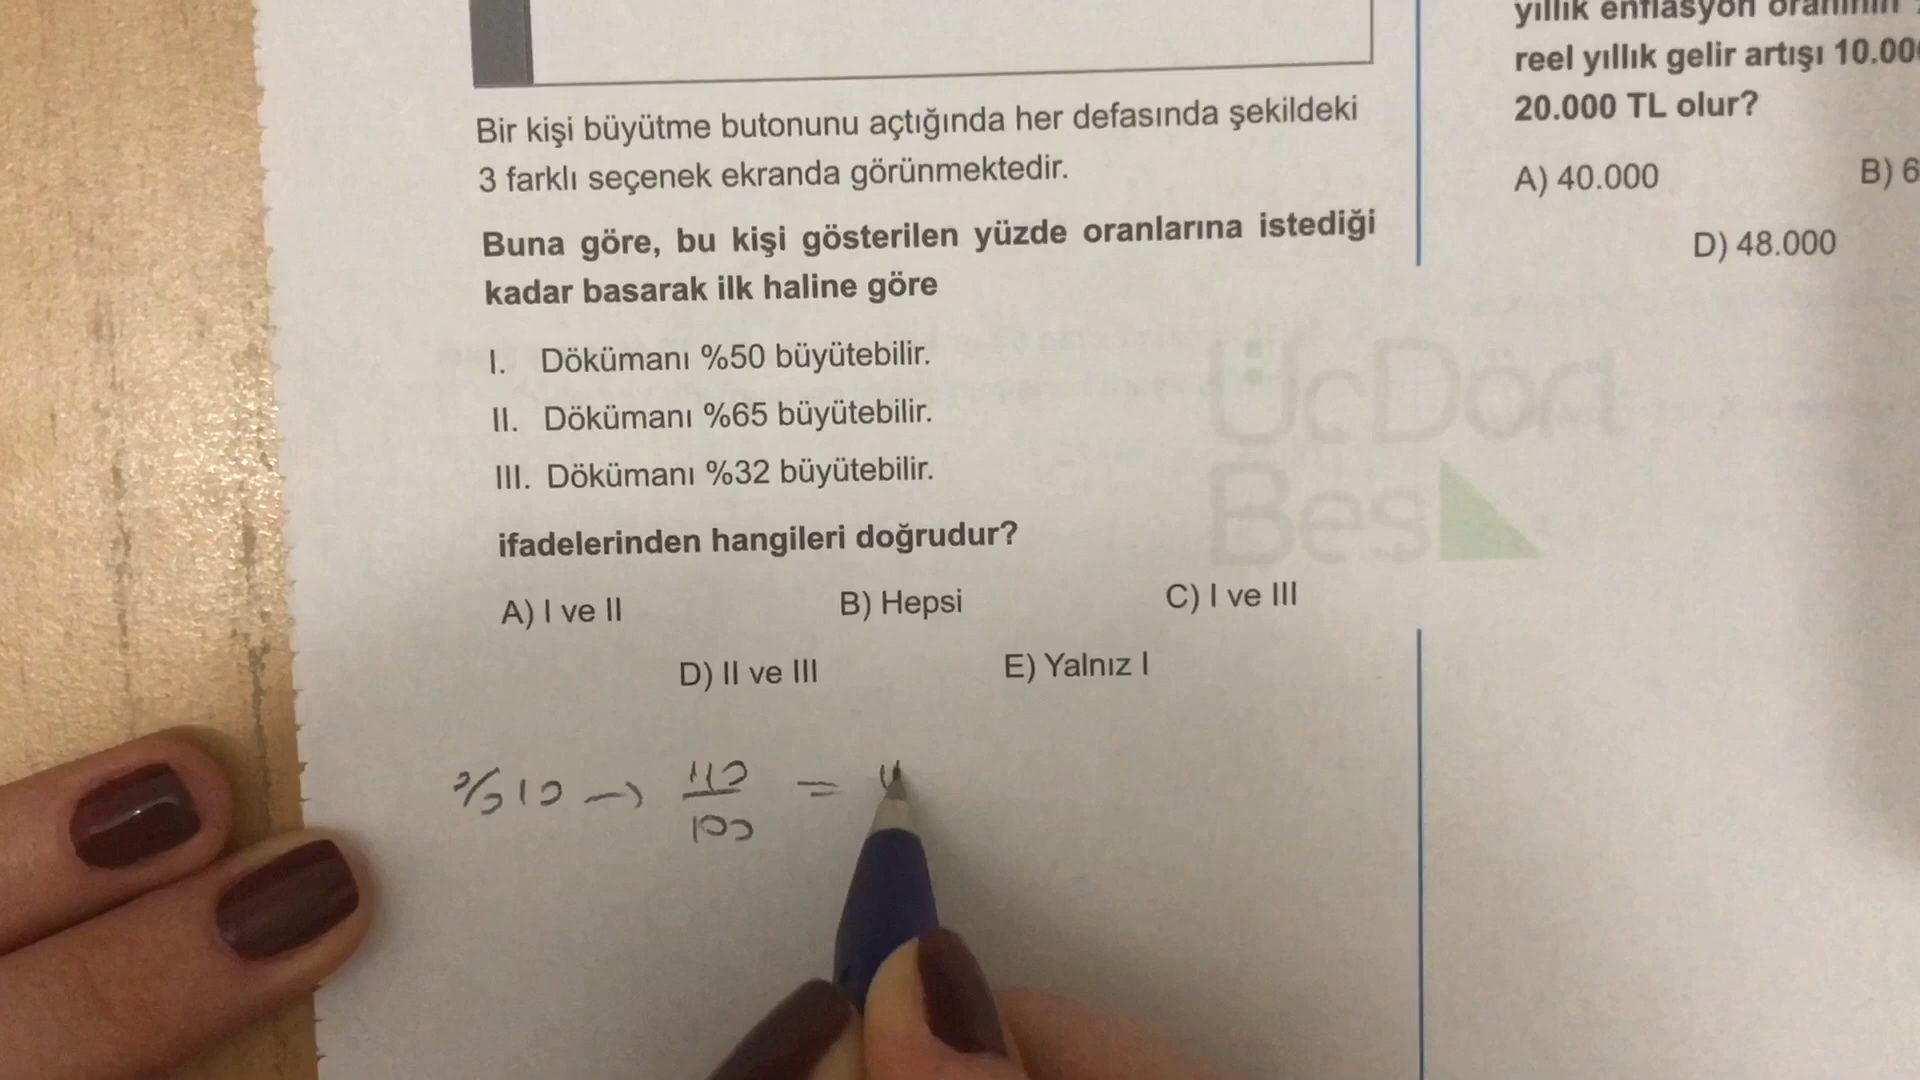 Bir kişi büyütme butonunu açtığında her defasında şekildeki
3 farklı seçenek ekranda görünmektedir.
Buna göre, bu kişi gösterilen yüzde oranlarına istediği
kadar basarak ilk haline göre
I. Dökümanı %50 büyütebilir.
II. Dökümanı %65 büyütebilir.
III. Dökümanı %32 büyütebilir.
ifadelerinden hangileri doğrudur?
A) I ve II
B) Hepsi
C) I ve III
D) II ve III
E) Yalnız I
%10 → 110/100 =
yıllık enflasyon oranının
reel yıllık gelir artışı 10.00
20.000 TL olur?
A) 40.000
B) 6
D) 48.000
ÜçDört
Beş